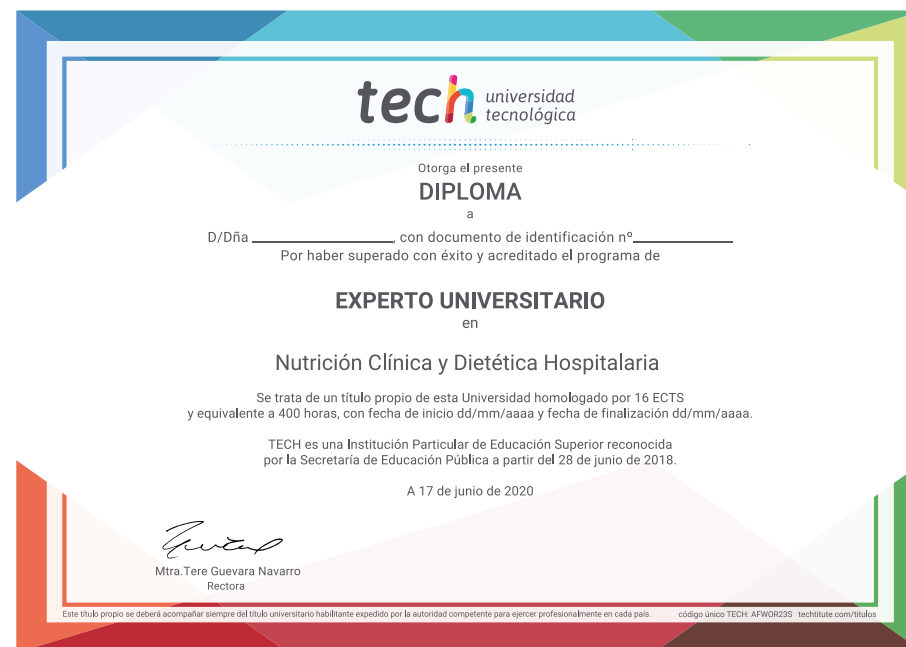 tech universidad
tecnológica
Otorga el presente
DIPLOMA
a
D/Dña ____________________, con documento de identificación nº______________
Por haber superado con éxito y acreditado el programa de
EXPERTO UNIVERSITARIO
en
Nutrición Clínica y Dietética Hospitalaria
Se trata de un título propio de esta Universidad homologado por 16 ECTS
y equivalente a 400 horas, con fecha de inicio dd/mm/aaaa y fecha de finalización dd/mm/aaaa.
TECH es una Institución Particular de Educación Superior reconocida
por la Secretaría de Educación Pública a partir del 28 de junio de 2018.
A 17 de junio de 2020
Mtra.Tere Guevara Navarro
Rectora
Este título propio se deberá acompañar siempre del título universitario habilitante expedido por la autoridad competente para ejercer profesionalmente en cada país. código único TECH: AFWOR23S techtitute.com/titulos